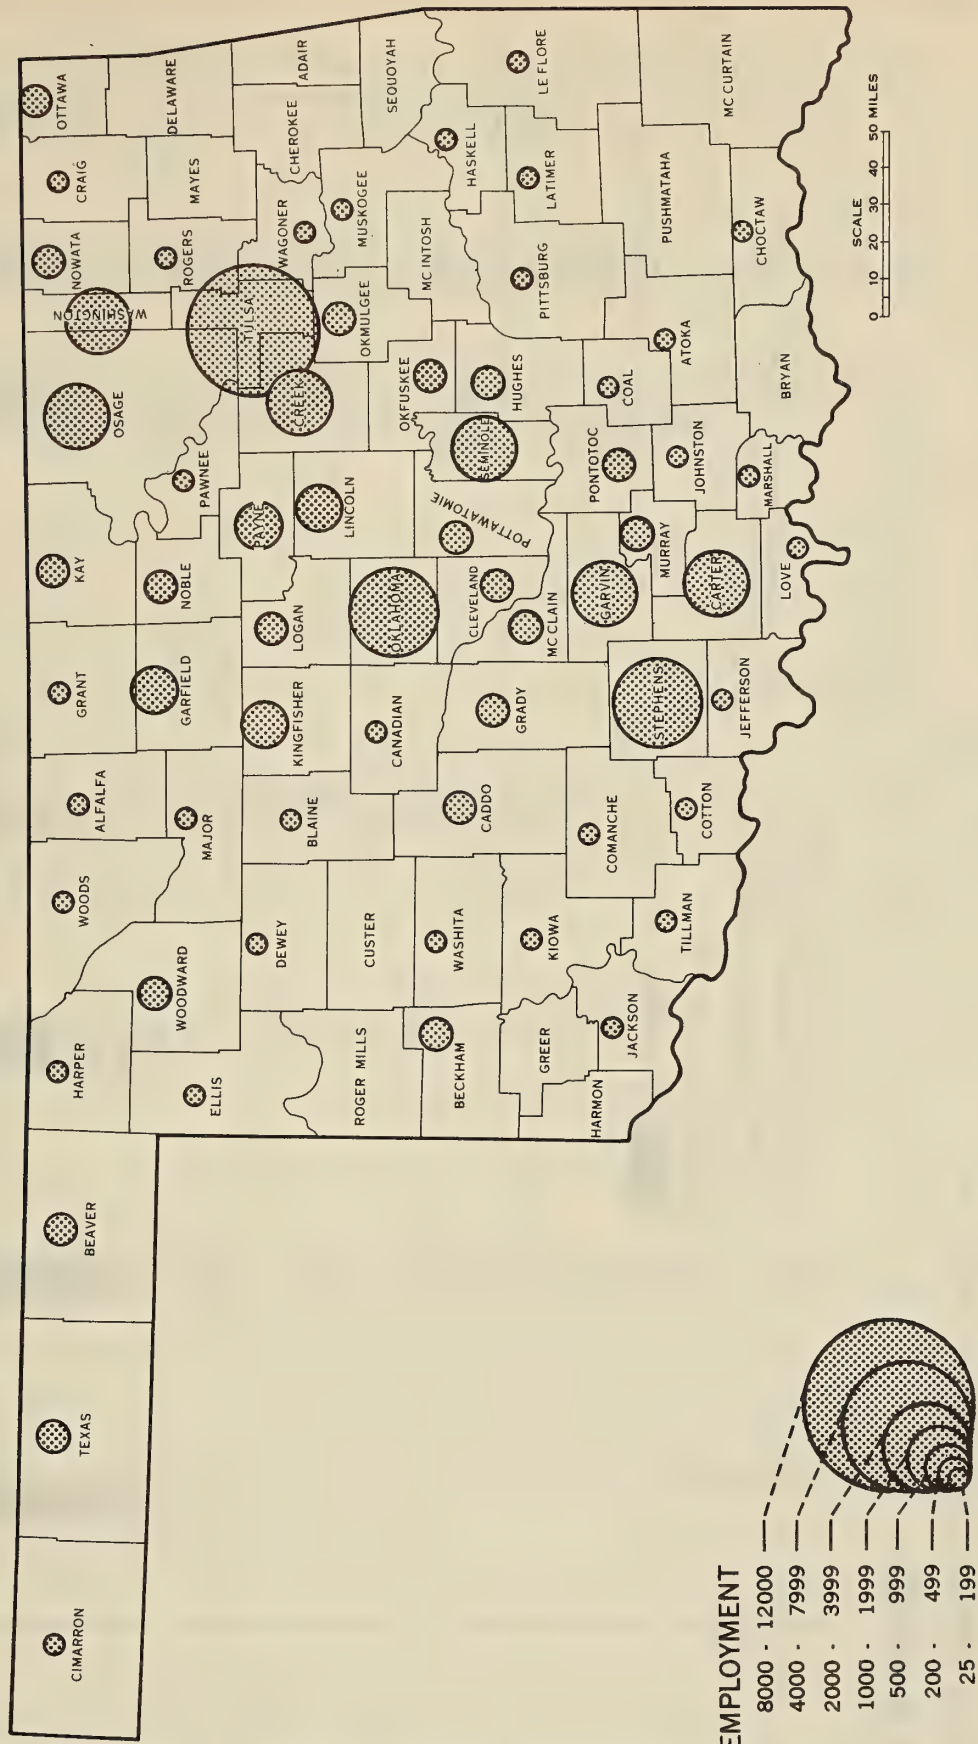 CIMARRON
TEXAS
BEAVER
HARPER
WOODS
ALFALFA
GRANT
KAY
OSAGE
WASHINGTON
NOWATA
CRAIG
OTTAWA
ELLIS
WOODWARD
MAJOR
GARFIELD
NOBLE
PAWNEE
ROGERS
MAYES
DELAWARE
DEWEY
BLAINE
KINGFISHER
LOGAN
PAYNE
CREEK
TULSA
WAGONER
CHEROKEE
ADAIR
ROGER MILLS
CUSTER
CANADIAN
OKLAHOMA
LINCOLN
OKFUSKEE
OKMULGEE
MUSKOGEE
SEQUOYAH
BECKHAM
WASHITA
CADDO
GRADY
CLEVELAND
MC CLAIN
POTTAWATOMIE
SEMINOLE
HUGHES
MC INTOSH
HASKELL
GREER
KIOWA
HARMON
JACKSON
TILLMAN
COMANCHE
COTTON
STEPHENS
JEFFERSON
GARVIN
MURRAY
CARTER
LOVE
PONTOTOC
JOHNSTON
MARSHALL
COAL
ATOKA
BRYAN
PITTSBURG
LATIMER
LE FLORE
PUSHMATAHA
CHOCTAW
MC CURTAIN
EMPLOYMENT
8000 - 12000
4000 - 7999
2000 - 3999
1000 - 1999
500 - 999
200 - 499
25 - 199
SCALE
0 10 20 30 40 50 MILES